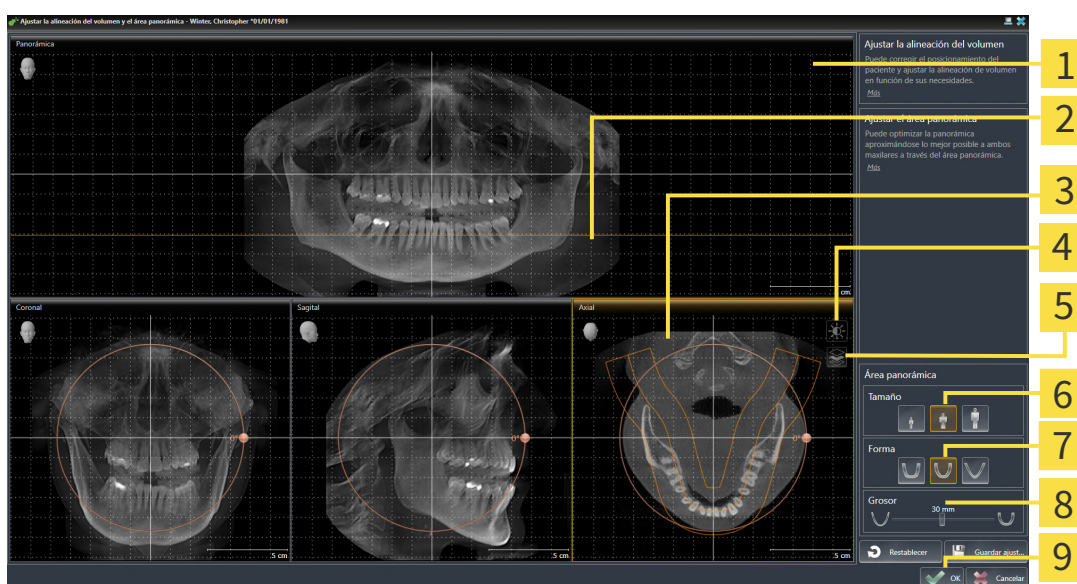 Ajustar la alineación del volumen y el área panorámica - Winter, Christopher *01/01/1981
Panorámica
cm
Coronal
0°
5 cm
Sagital
0°
5 cm
Axial
0°
5 cm
Ajustar la alineación del volumen
Puede corregir el posicionamiento del
paciente y ajustar la alineación de volumen
en función de sus necesidades.
Más
Ajustar el área panorámica
Puede optimizar la panorámica
aproximándose lo mejor posible a ambos
maxilares a través del área panorámica.
Más
Área panorámica
Tamaño
Forma
Grosor
30 mm
Restablecer
Guardar ajust...
OK
Cancelar
1
2
3
4
5
6
7
8
9